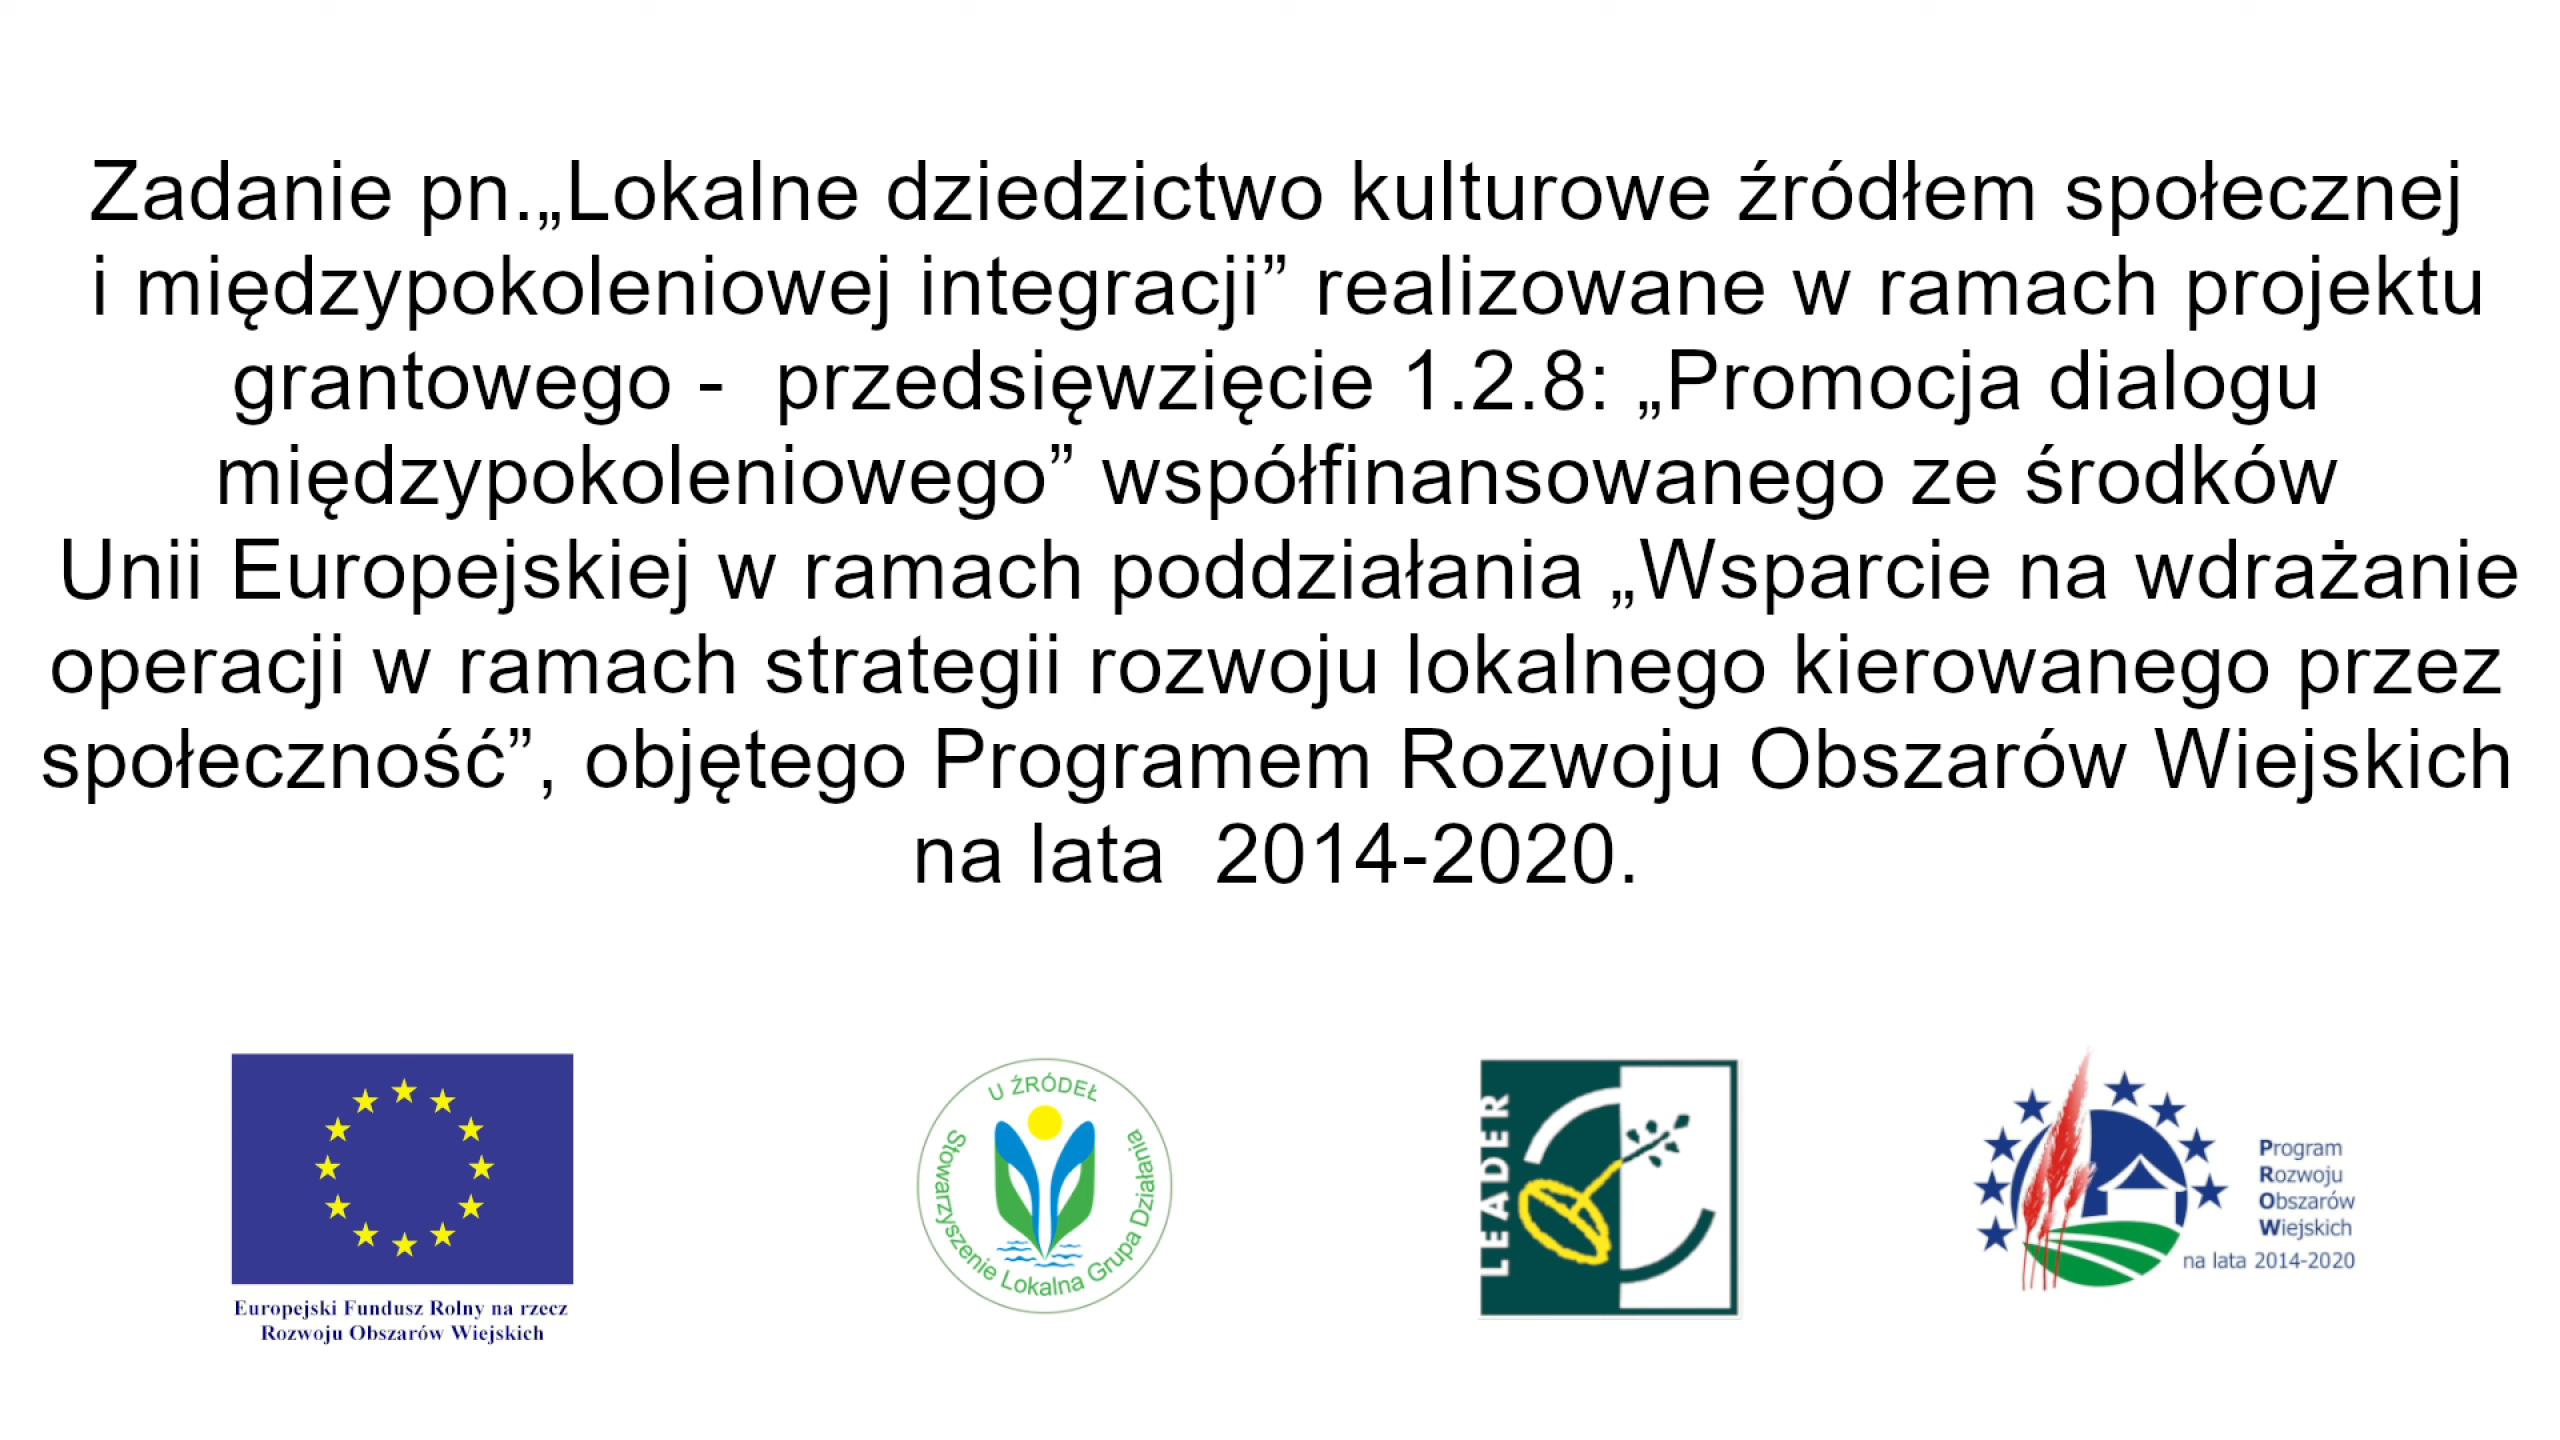 Zadanie pn.„Lokalne dziedzictwo kulturowe źródłem społecznej
i międzypokoleniowej integracji” realizowane w ramach projektu
grantowego -  przedsięwzięcie 1.2.8: „Promocja dialogu
międzypokoleniowego” współfinansowanego ze środków
Unii Europejskiej w ramach poddziałania „Wsparcie na wdrażanie
operacji w ramach strategii rozwoju lokalnego kierowanego przez
społeczność”, objętego Programem Rozwoju Obszarów Wiejskich
na lata  2014-2020.
Europejski Fundusz Rolny na rzecz
Rozwoju Obszarów Wiejskich
U ŹRÓDEŁ
Stowarzyszenie Lokalna Grupa Działania
LEADER
Program
Rozwoju
Obszarów
Wiejskich
na lata 2014-2020